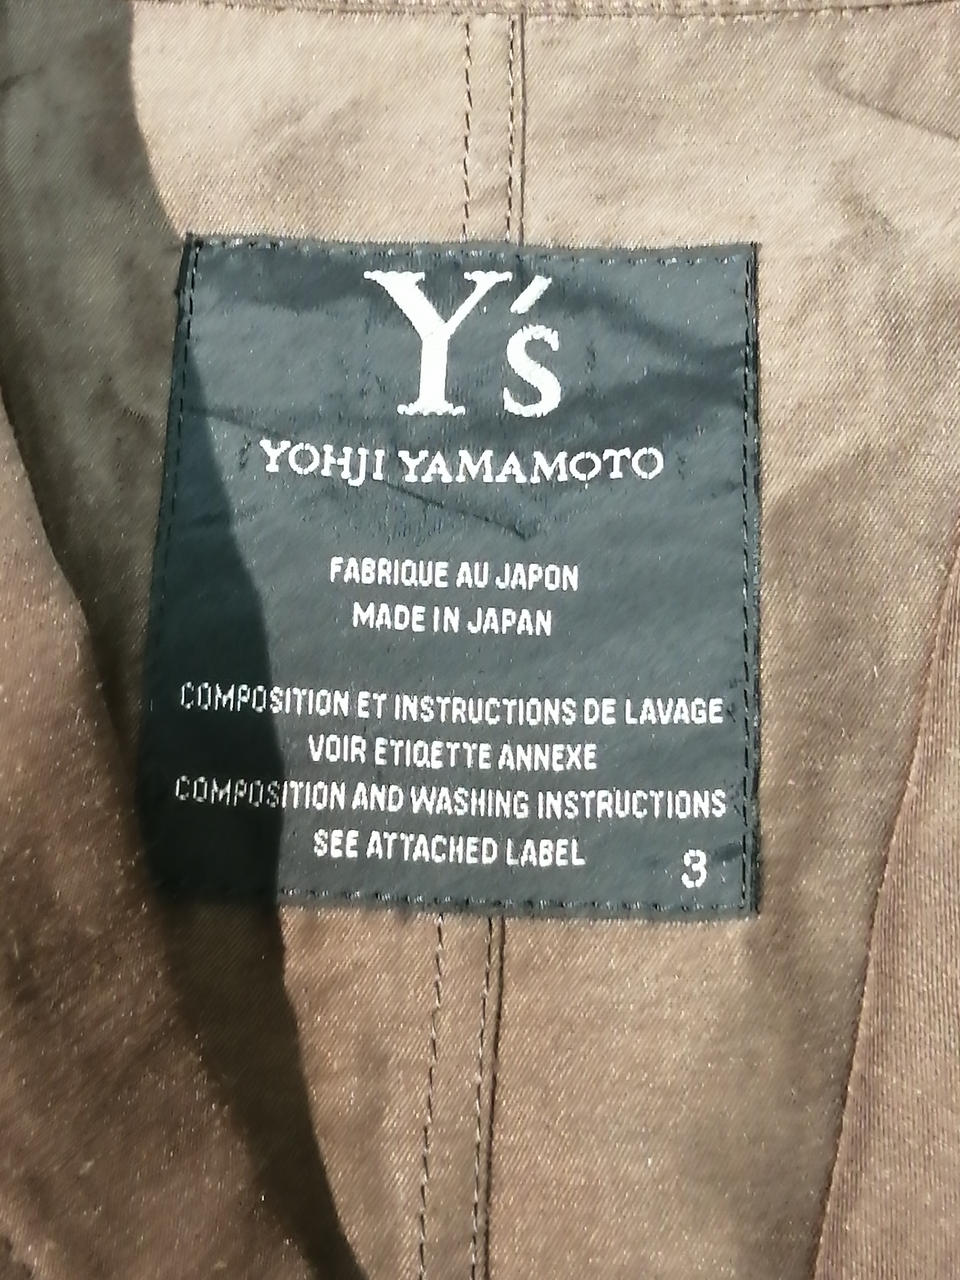 Y's
YOHJI YAMAMOTO
FABRIQUE AU JAPON
MADE IN JAPAN
COMPOSITION ET INSTRUCTIONS DE LAVAGE
VOIR ETIQETTE ANNEXE
COMPOSITION AND WASHING INSTRUCTIONS
SEE ATTACHED LABEL
3